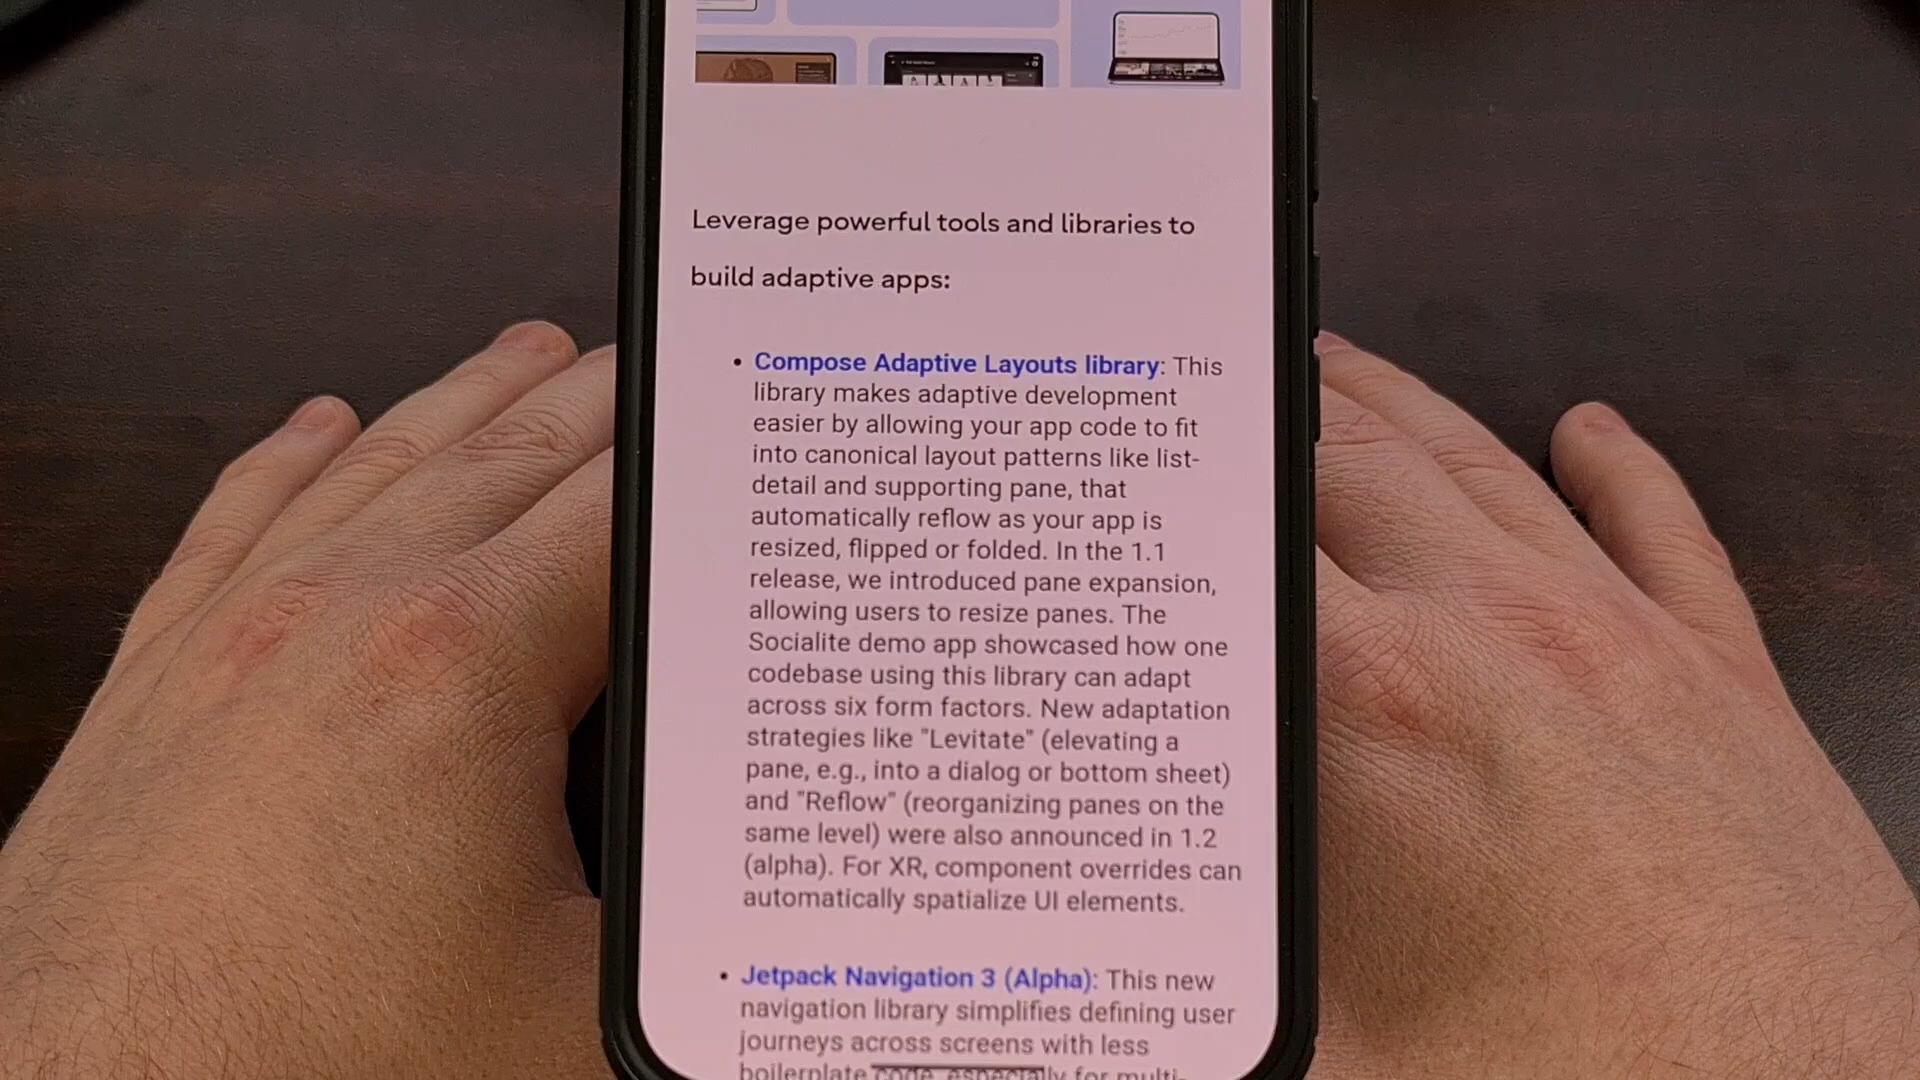 Leverage powerful tools and libraries to
build adaptive apps:
• Compose Adaptive Layouts library: This
library makes adaptive development
easier by allowing your app code to fit
into canonical layout patterns like list-
detail and supporting pane, that
automatically reflow as your app is
resized, flipped or folded. In the 1.1
release, we introduced pane expansion,
allowing users to resize panes. The
Socialite demo app showcased how one
codebase using this library can adapt
across six form factors. New adaptation
strategies like "Levitate" (elevating a
pane, e.g., into a dialog or bottom sheet)
and "Reflow" (reorganizing panes on the
same level) were also announced in 1.2
(alpha). For XR, component overrides can
automatically spatialize UI elements.
• Jetpack Navigation 3 (Alpha): This new
navigation library simplifies defining user
journeys across screens with less
boilerplate code, especially for multi-